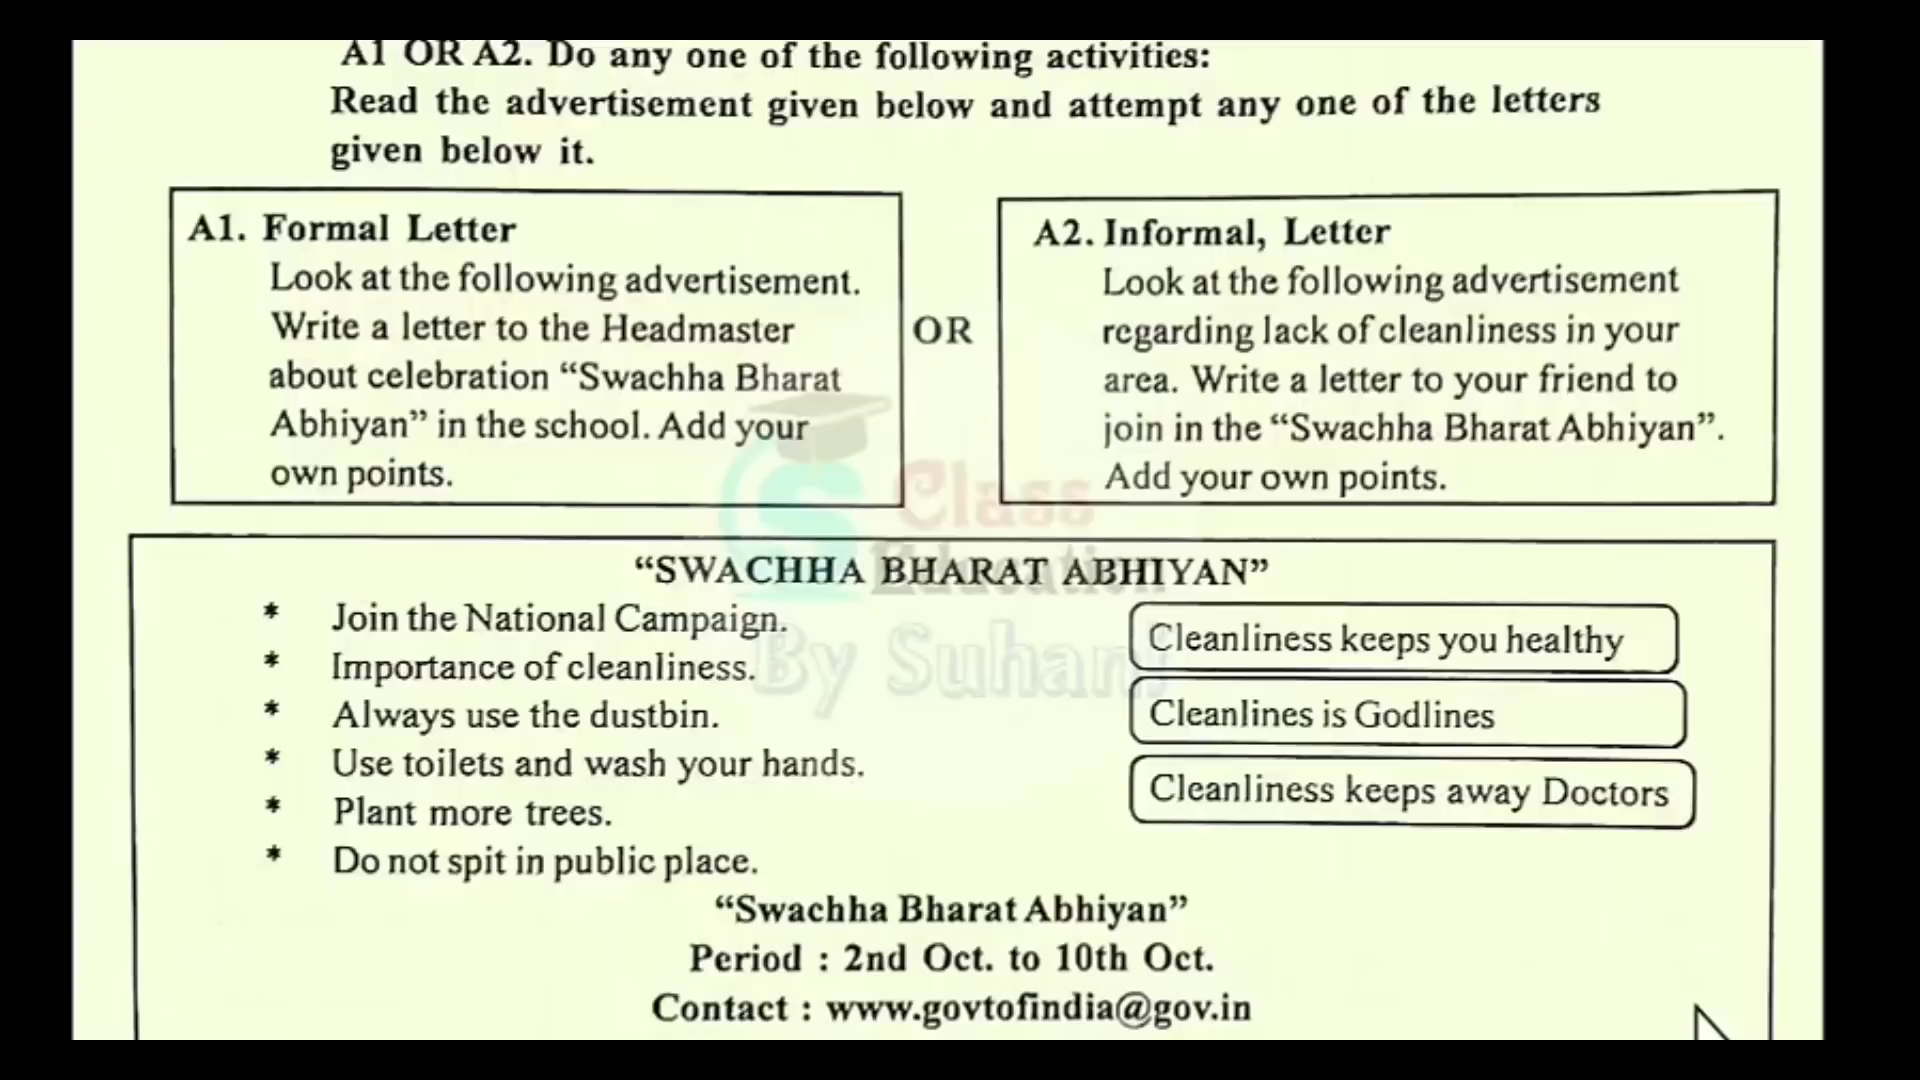 A1 OR A2. Do any one of the following activities:
Read the advertisement given below and attempt any one of the letters
given below it.
A1. Formal Letter
Look at the following advertisement.
Write a letter to the Headmaster
about celebration “Swachha Bharat
Abhiyan” in the school. Add your
own points.
OR
A2. Informal, Letter
Look at the following advertisement
regarding lack of cleanliness in your
area. Write a letter to your friend to
join in the “Swachha Bharat Abhiyan”.
Add your own points.
Class
Education
By Suhani
“SWACHHA BHARAT ABHIYAN”
* Join the National Campaign.
* Importance of cleanliness.
* Always use the dustbin.
* Use toilets and wash your hands.
* Plant more trees.
* Do not spit in public place.
Cleanliness keeps you healthy
Cleanlines is Godlines
Cleanliness keeps away Doctors
“Swachha Bharat Abhiyan”
Period : 2nd Oct. to 10th Oct.
Contact : www.govtofindia@gov.in